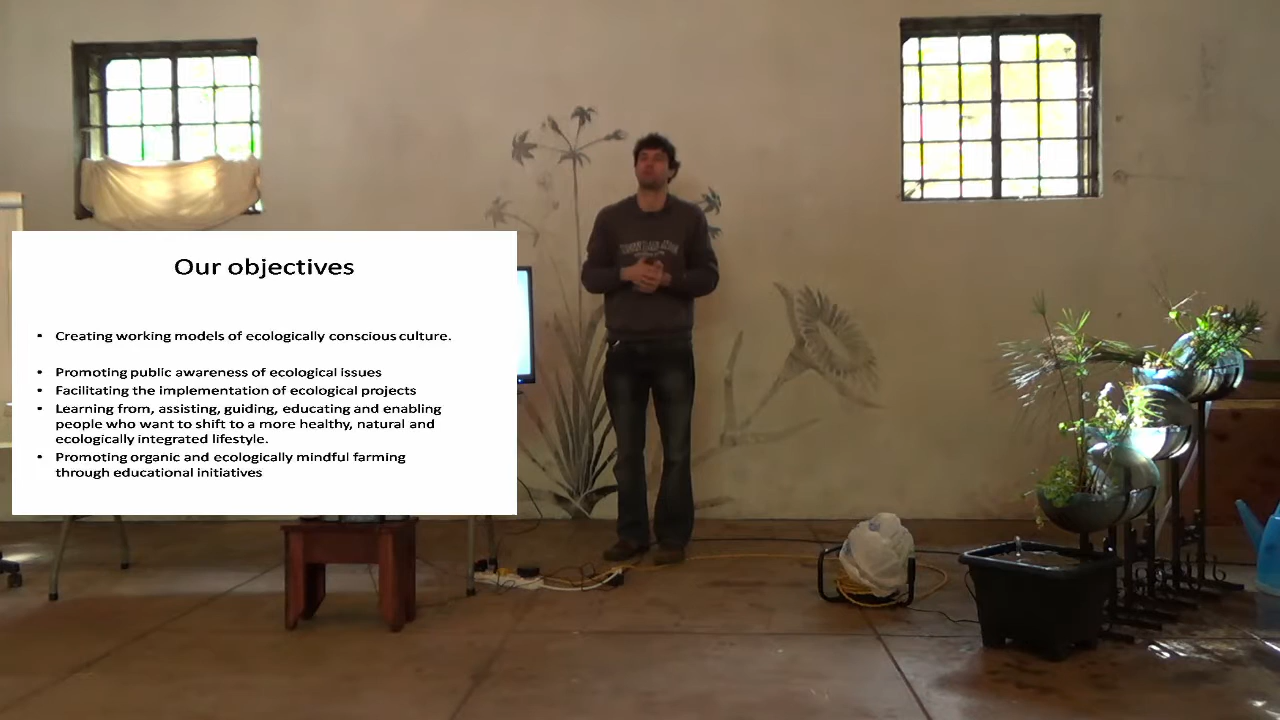 Our objectives
• Creating working models of ecologically conscious culture.
• Promoting public awareness of ecological issues
• Facilitating the implementation of ecological projects
• Learning from, assisting, guiding, educating and enabling
people who want to shift to a more healthy, natural and
ecologically integrated lifestyle.
• Promoting organic and ecologically mindful farming
through educational initiatives